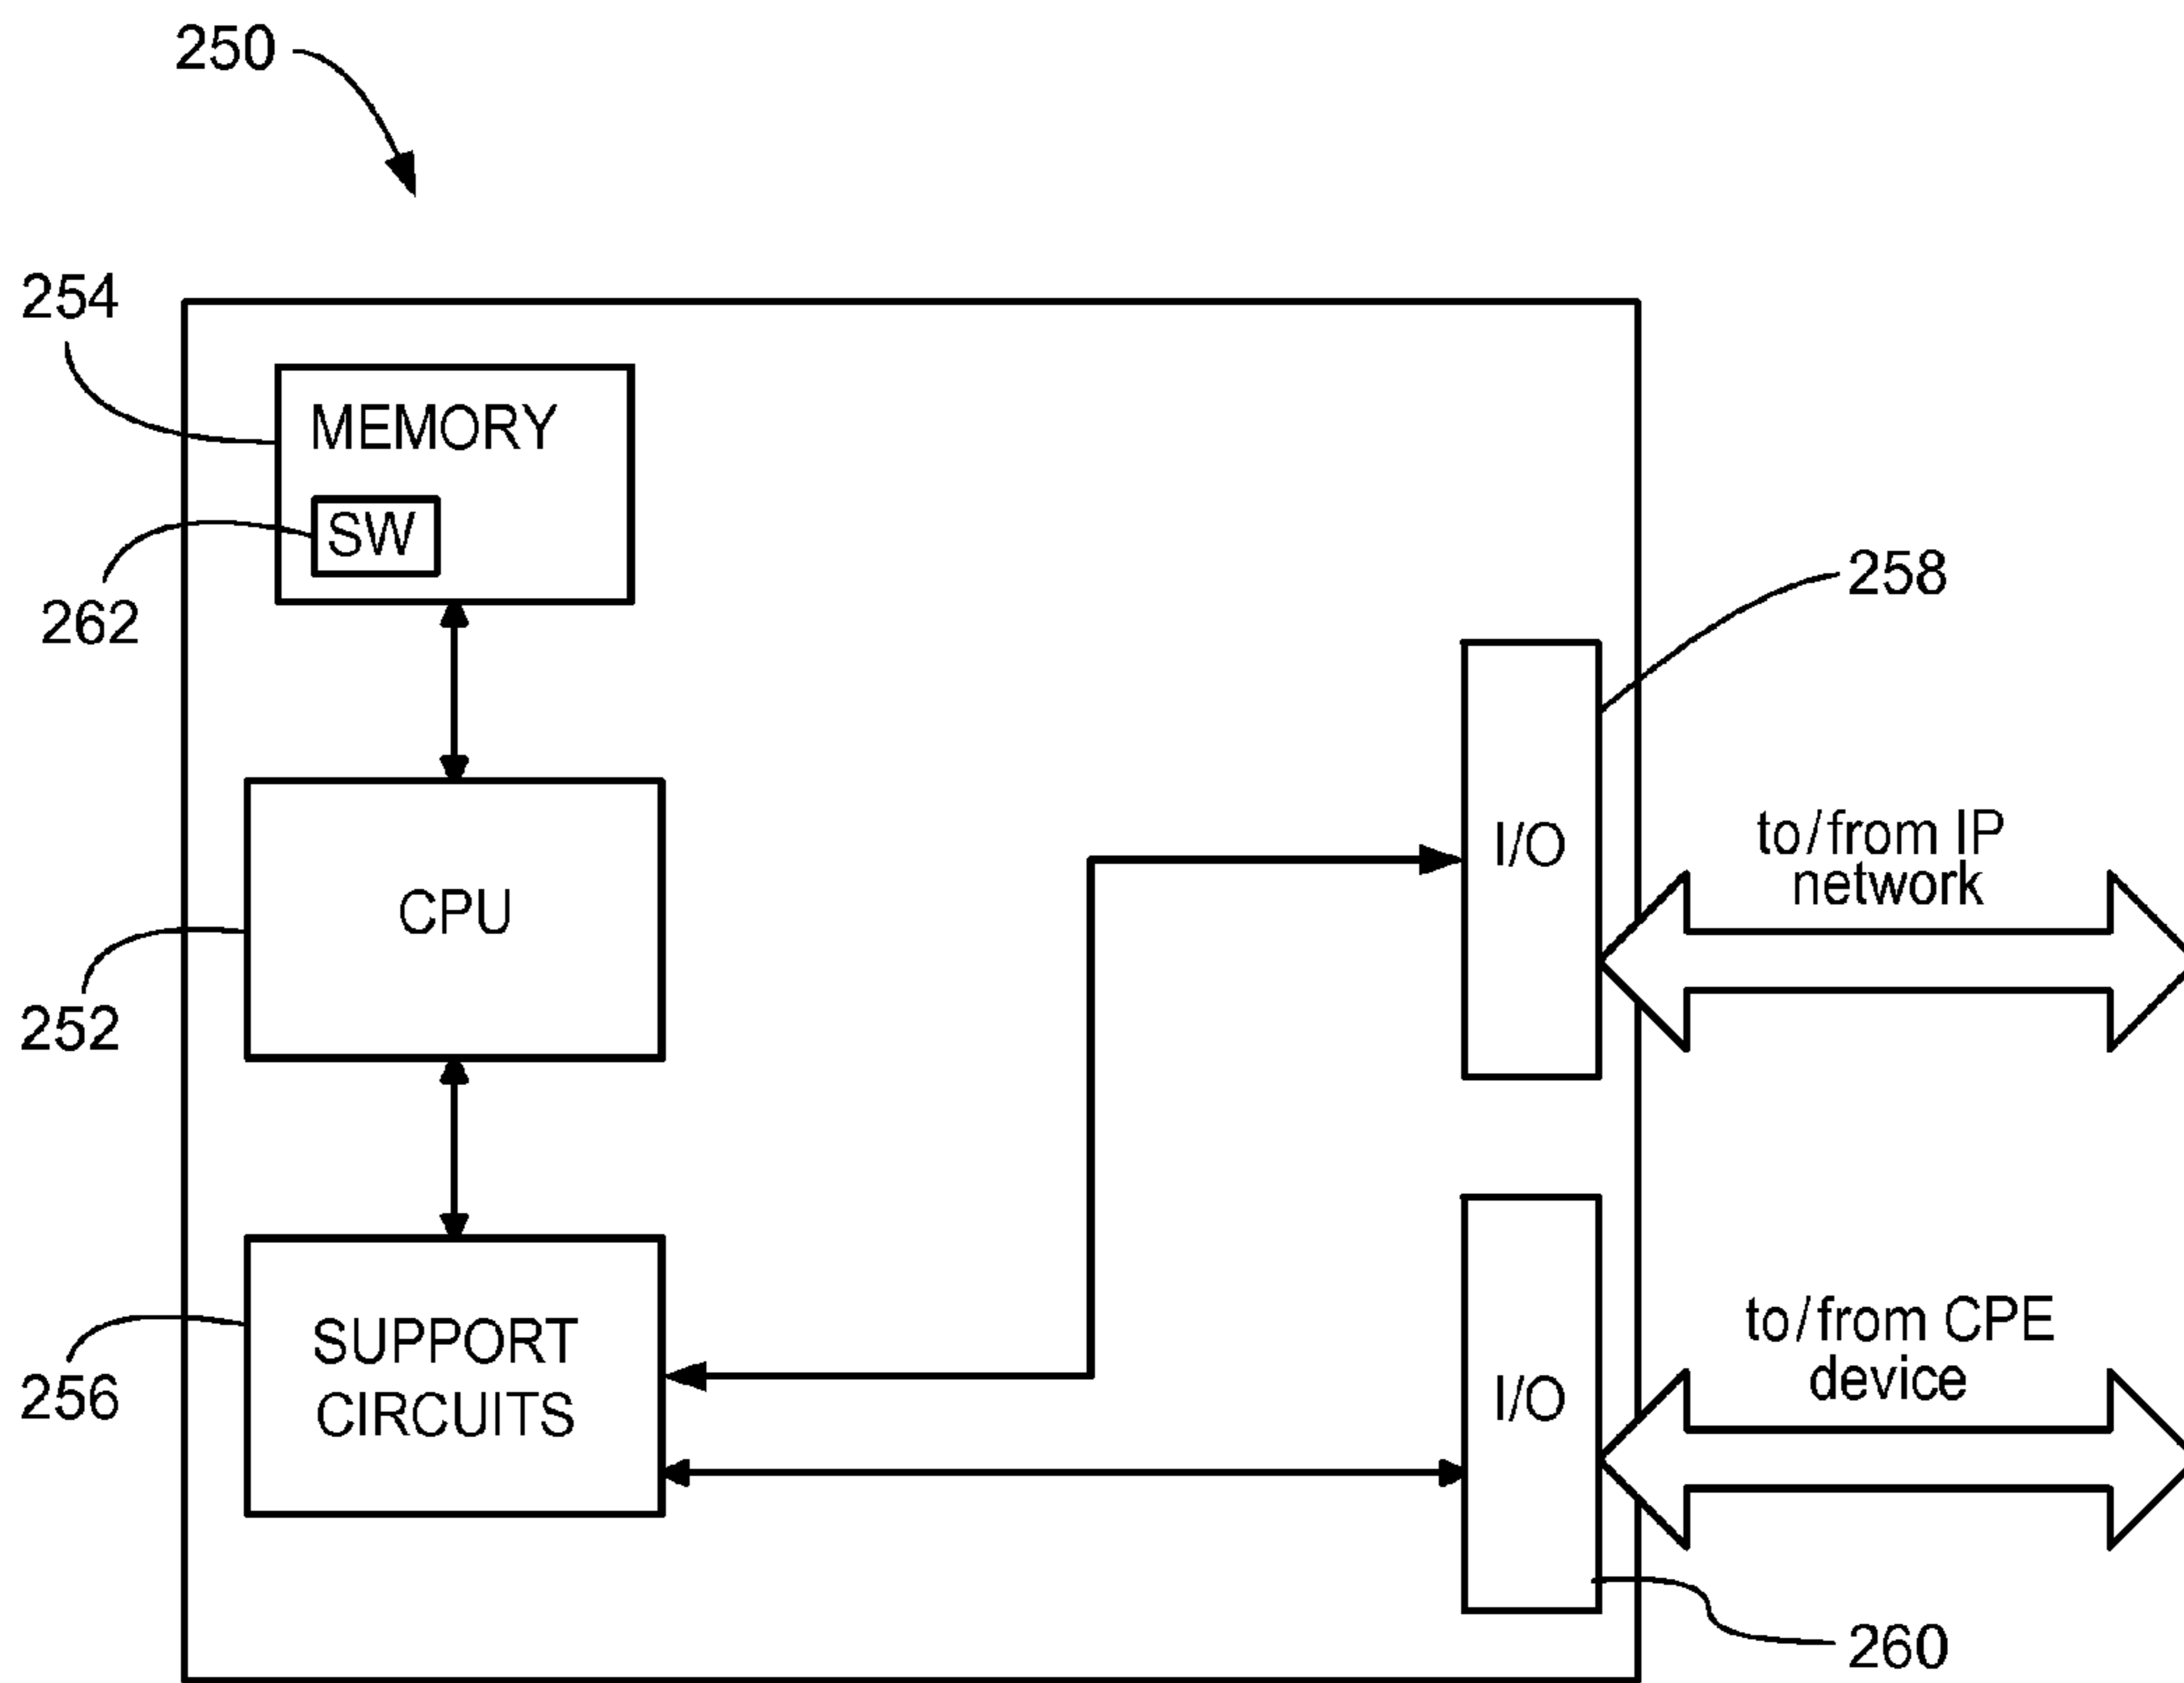 250
254
MEMORY
SW
262
258
I/O
to/from IP
network
CPU
252
to/from CPE
device
SUPPORT
CIRCUITS
256
I/O
260